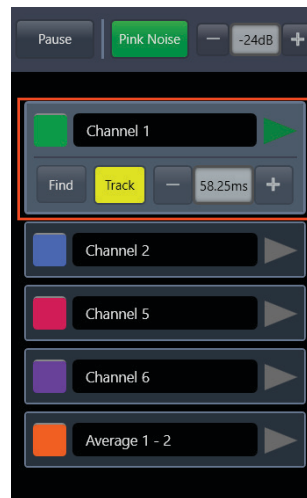 Pause Pink Noise − -24dB +
Channel 1
Find Track − 58.25ms +
Channel 2
Channel 5
Channel 6
Average 1 - 2